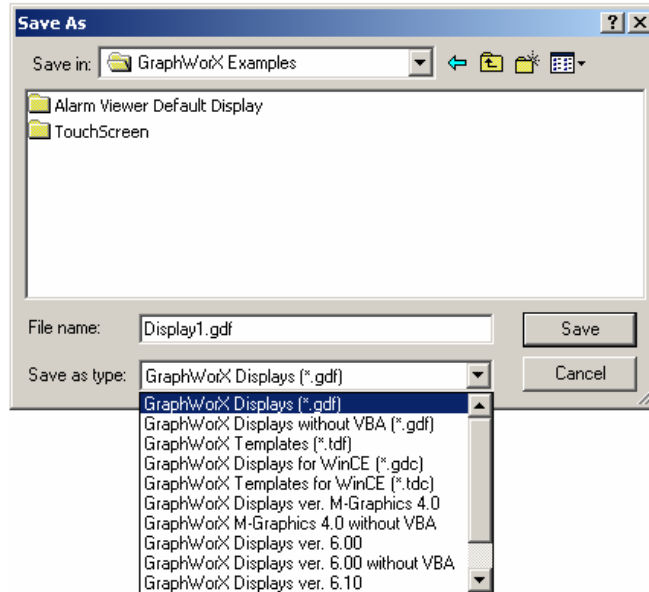 Save As
Save in: GraphWorX Examples
Alarm Viewer Default Display
TouchScreen
File name: Display1.gdf Save
Save as type: GraphWorX Displays (*.gdf) Cancel
GraphWorX Displays (*.gdf)
GraphWorX Displays without VBA (*.gdf)
GraphWorX Templates (*.tdf)
GraphWorX Displays for WinCE (*.gdc)
GraphWorX Templates for WinCE (*.tdc)
GraphWorX Displays ver. M-Graphics 4.0
GraphWorX M-Graphics 4.0 without VBA
GraphWorX Displays ver. 6.00
GraphWorX Displays ver. 6.00 without VBA
GraphWorX Displays ver. 6.10